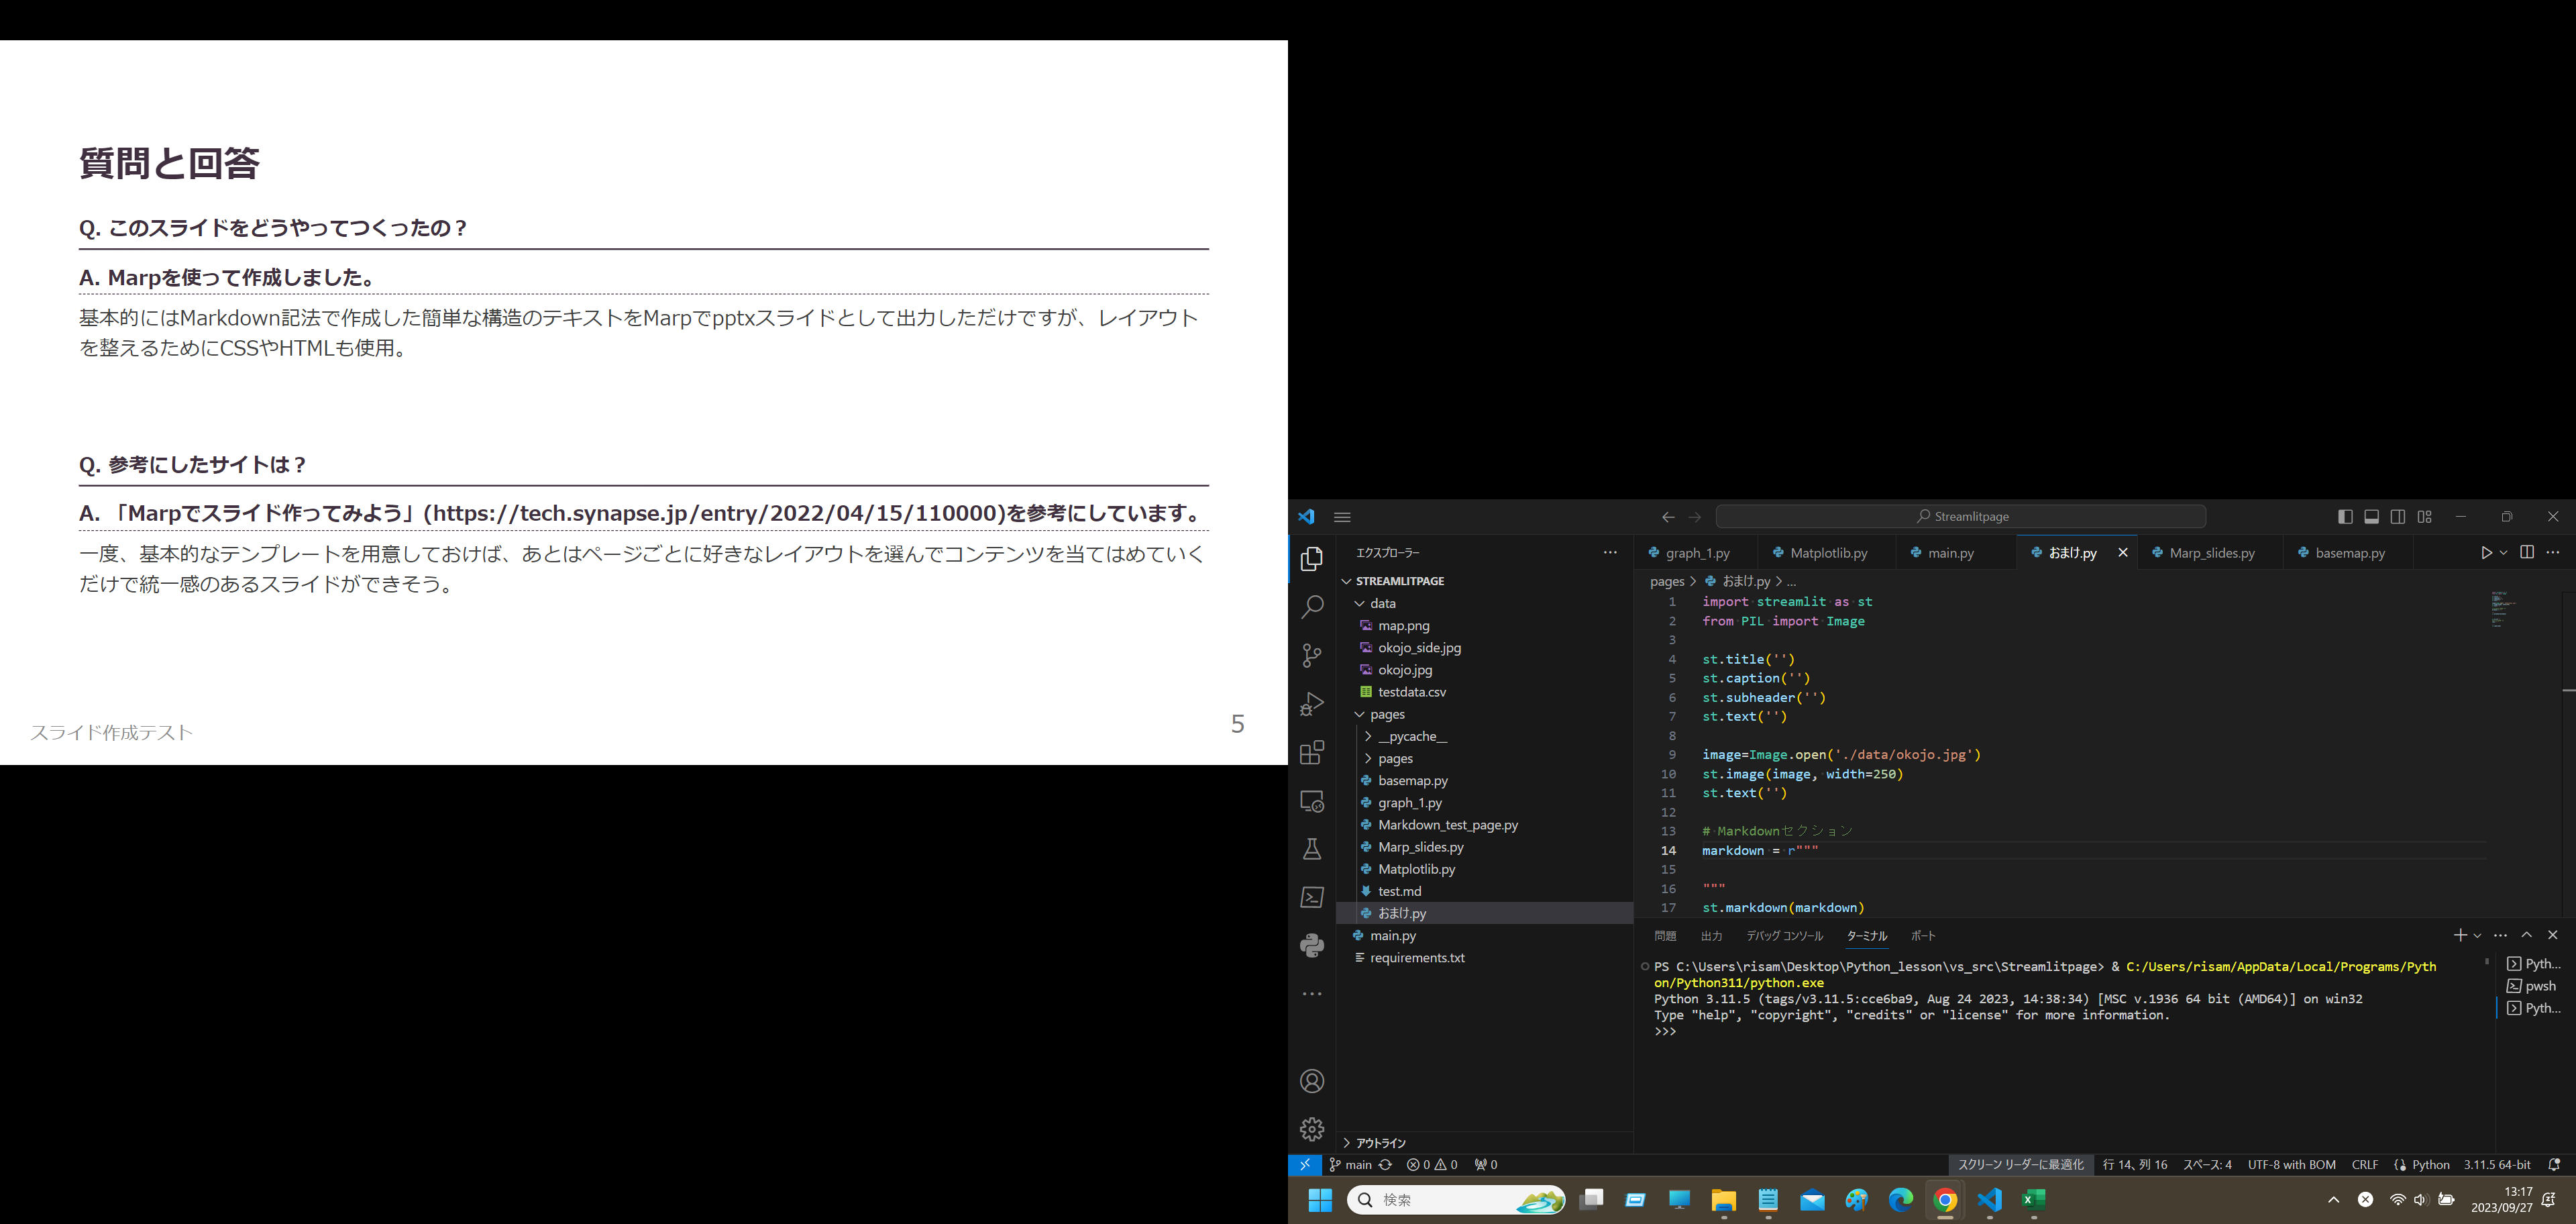 質問と回答
Q. このスライドをどうやってつくったの？
A. Marpを使って作成しました。
基本的にはMarkdown記法で作成した簡単な構造のテキストをMarpでpptxスライドとして出力しただけですが、レイアウト
を整えるためにCSSやHTMLも使用。
Q. 参考にしたサイトは？
A. 「Marpでスライド作ってみよう」(https://tech.synapse.jp/entry/2022/04/15/110000)を参考にしています。
一度、基本的なテンプレートを用意しておけば、あとはページごとに好きなレイアウトを選んでコンテンツを当てはめていく
だけで統一感のあるスライドができそう。
スライド作成テスト
5
Streamlitpage
エクスプローラー
STREAMLITPAGE
data
map.png
okojo_side.jpg
okojo.jpg
testdata.csv
pages
__pycache__
pages
basemap.py
graph_1.py
Markdown_test_page.py
Marp_slides.py
Matplotlib.py
test.md
おまけ.py
main.py
requirements.txt
アウトライン
graph_1.py Matplotlib.py main.py おまけ.py Marp_slides.py basemap.py
pages > おまけ.py > ...
1 import streamlit as st
2 from PIL import Image
3
4 st.title('')
5 st.caption('')
6 st.subheader('')
7 st.text('')
8
9 image=Image.open('./data/okojo.jpg')
10 st.image(image, width=250)
11 st.text('')
12
13 # Markdownセクション
14 markdown = r"""
15
16 """
17 st.markdown(markdown)
問題 出力 デバッグ コンソール ターミナル ポート
PS C:\Users\risam\Desktop\Python_lesson\vs_src\Streamlitpage> & C:/Users/risam/AppData/Local/Programs/Pyth
on/Python311/python.exe
Python 3.11.5 (tags/v3.11.5:cce6ba9, Aug 24 2023, 14:38:34) [MSC v.1936 64 bit (AMD64)] on win32
Type "help", "copyright", "credits" or "license" for more information.
>>>
Pyth...
pwsh
Pyth...
main 0 0 0 スクリーン リーダーに最適化 行 14、列 16 スペース: 4 UTF-8 with BOM CRLF Python 3.11.5 64-bit
検索
13:17
2023/09/27